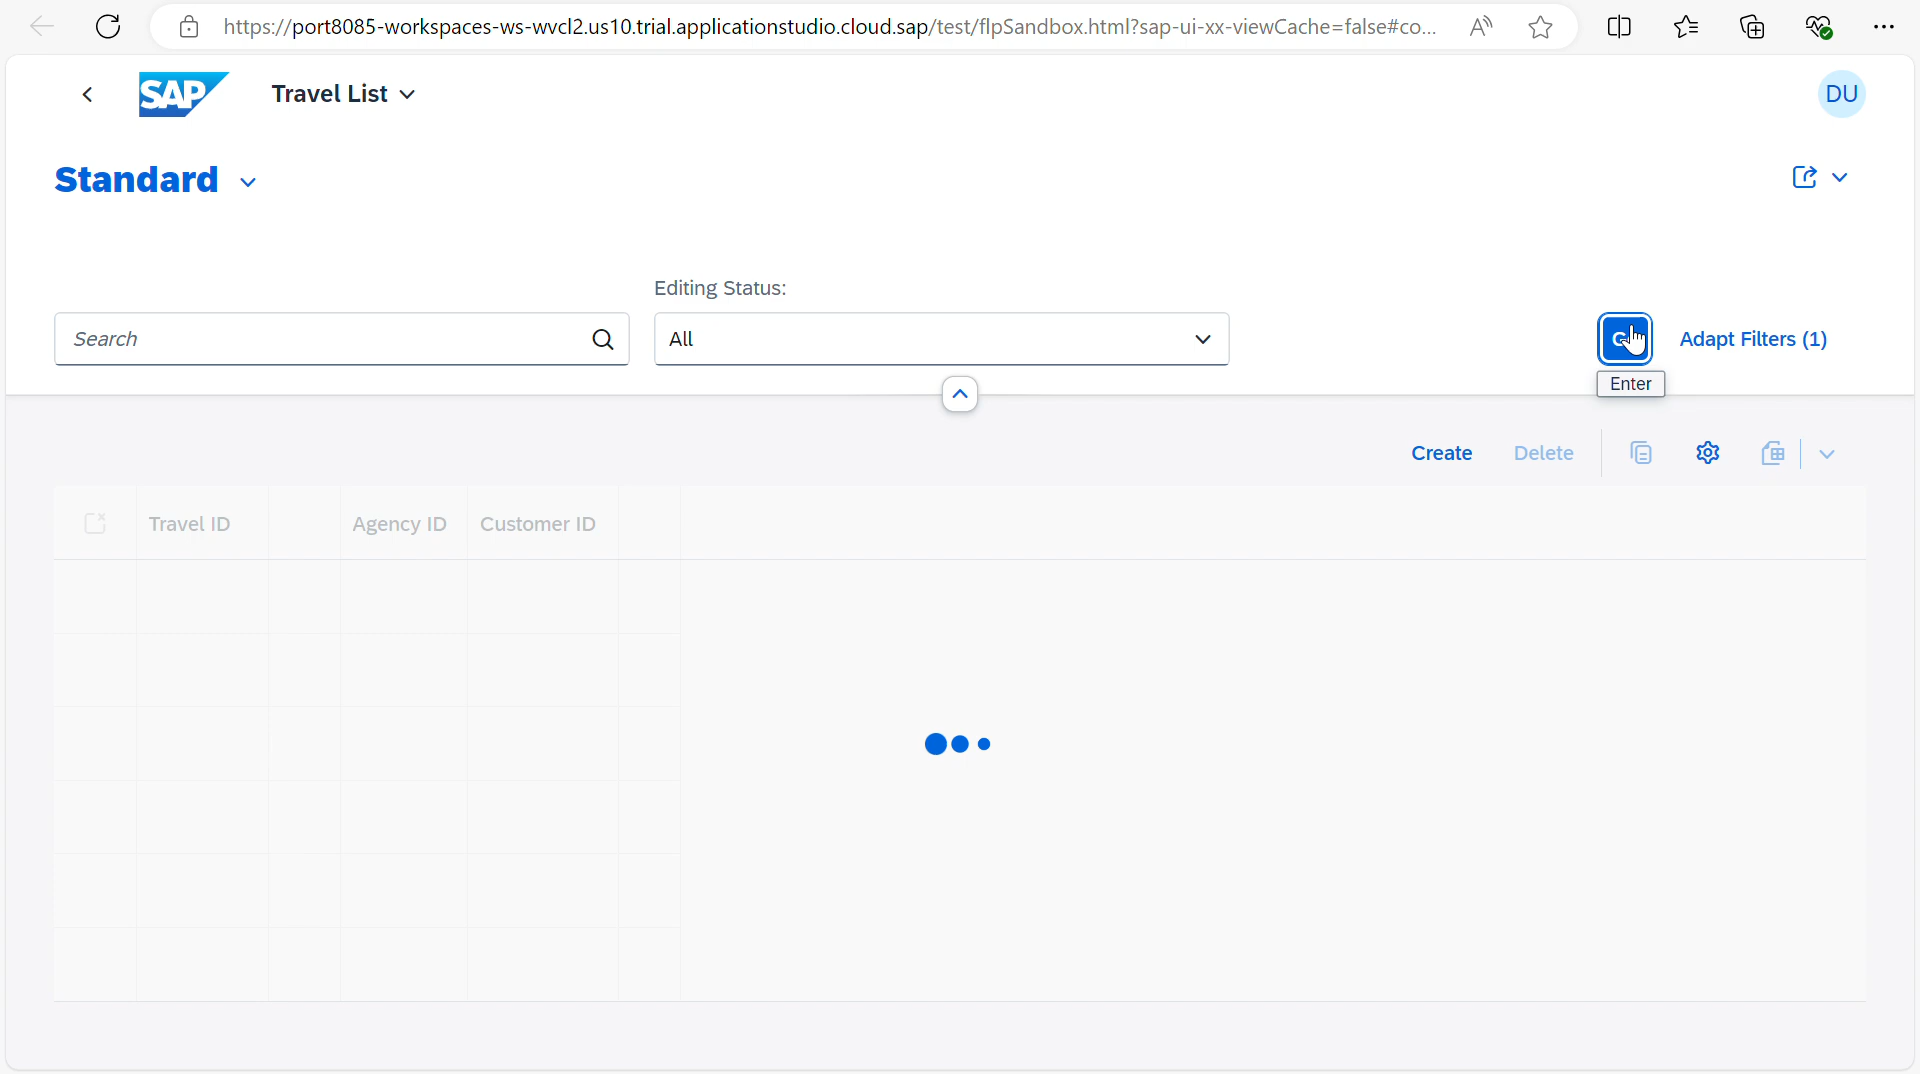 https://port8085-workspaces-ws-wvcl2.us10.trial.applicationstudio.cloud.sap/test/flpSandbox.html?sap-ui-xx-viewCache=false#co...
SAP
Travel List
DU
Standard
Editing Status:
Search
All
Adapt Filters (1)
Enter
Create
Delete
Travel ID
Agency ID
Customer ID